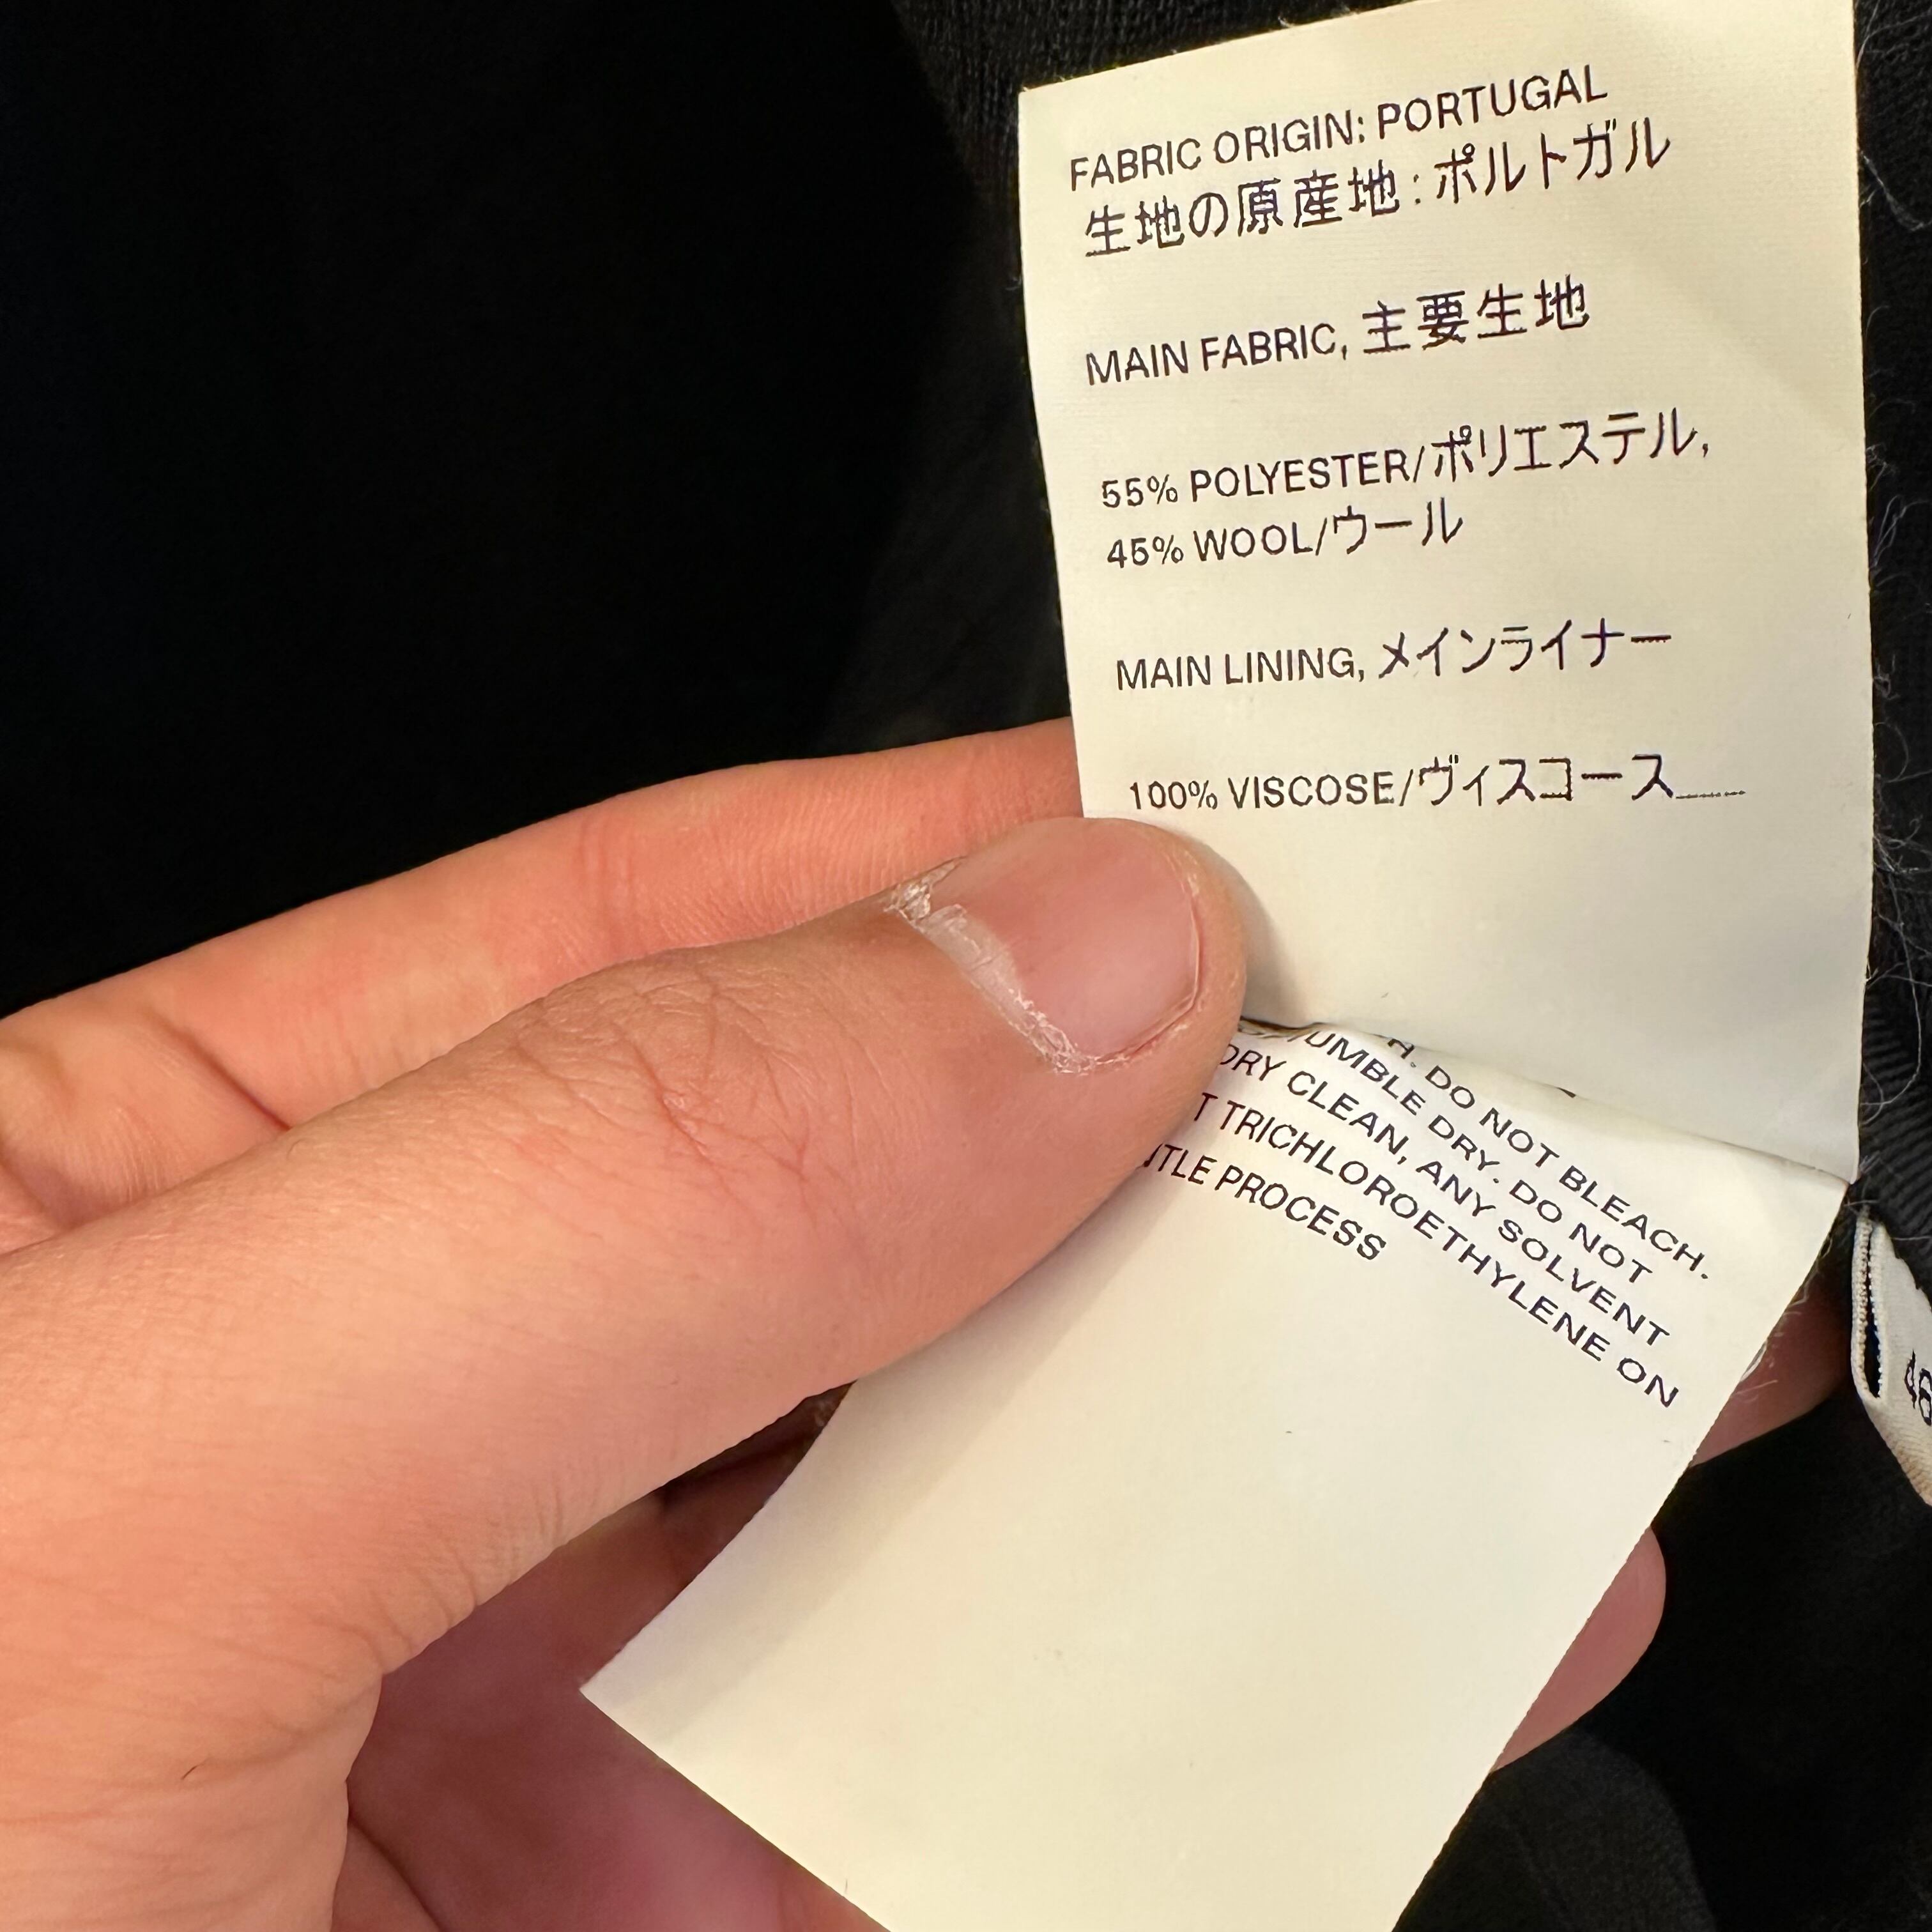 FABRIC ORIGIN: PORTUGAL
生地の原産地:ポルトガル
MAIN FABRIC, 主要生地
55% POLYESTER/ポリエステル,
45% WOOL/ウール
MAIN LINING, メインライナー
100% VISCOSE/ヴィスコース
DO NOT BLEACH.
DRY. DO NOT
DRY CLEAN, ANY SOLVENT
TRICHLOROETHYLENE ON
PROCESS
46